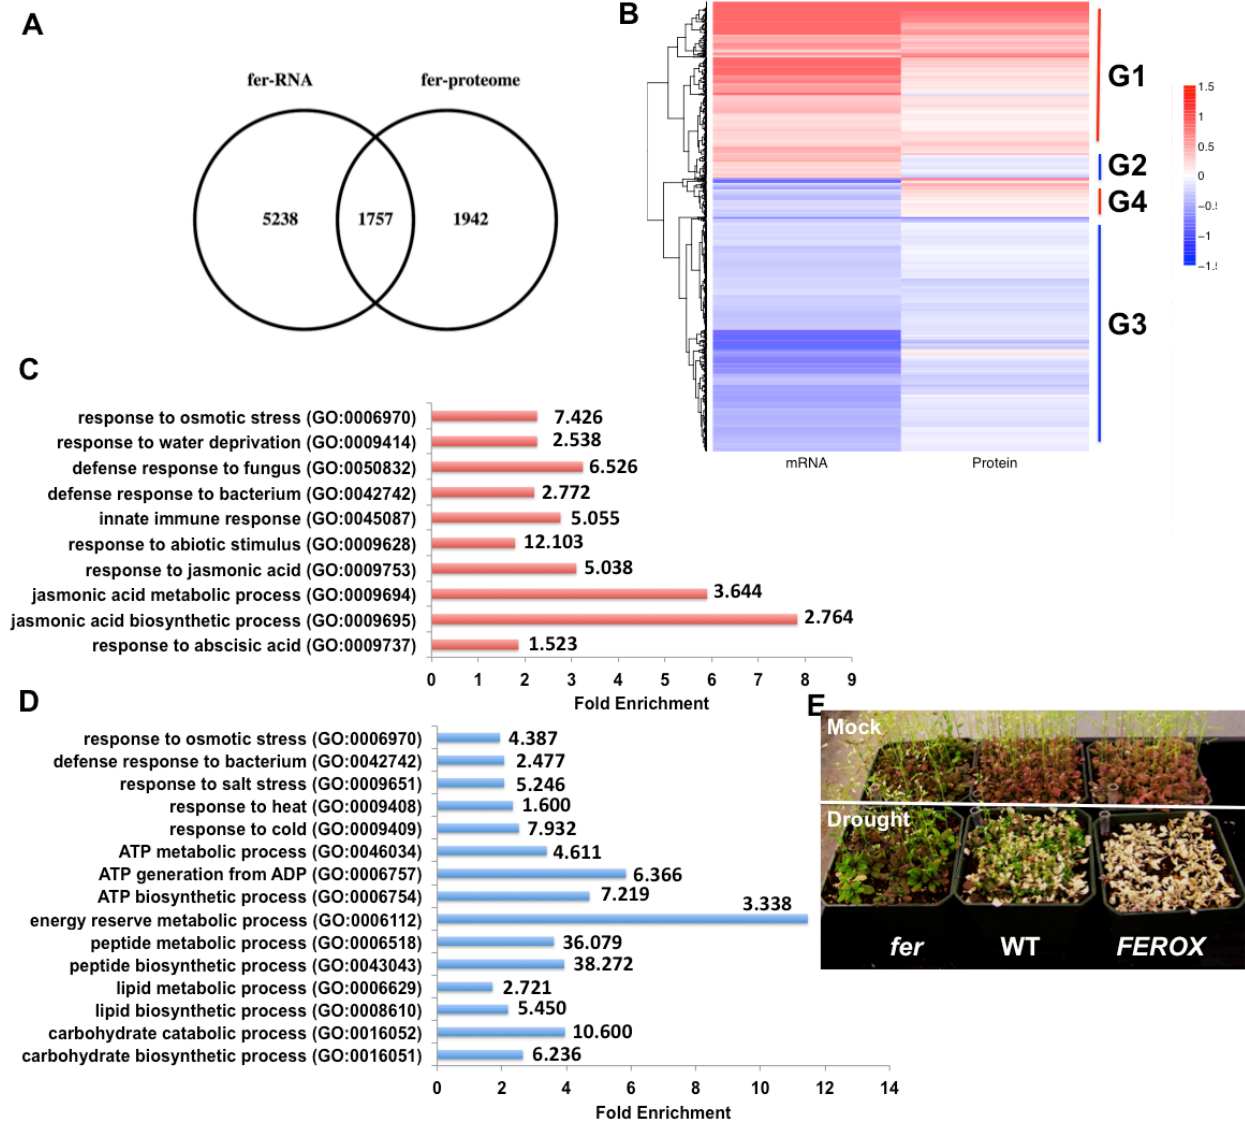 A
fer-RNA
fer-proteome
5238
1757
1942
B
G1
G2
G4
G3
1.5
1
0.5
0
-0.5
-1
-1.5
mRNA
Protein
C
response to osmotic stress (GO:0006970) 7.426
response to water deprivation (GO:0009414) 2.538
defense response to fungus (GO:0050832) 6.526
defense response to bacterium (GO:0042742) 2.772
innate immune response (GO:0045087) 5.055
response to abiotic stimulus (GO:0009628) 12.103
response to jasmonic acid (GO:0009753) 5.038
jasmonic acid metabolic process (GO:0009694) 3.644
jasmonic acid biosynthetic process (GO:0009695) 2.764
response to abscisic acid (GO:0009737) 1.523
0 1 2 3 4 5 6 7 8 9
Fold Enrichment
D
response to osmotic stress (GO:0006970) 4.387
defense response to bacterium (GO:0042742) 2.477
response to salt stress (GO:0009651) 5.246
response to heat (GO:0009408) 1.600
response to cold (GO:0009409) 7.932
ATP metabolic process (GO:0046034) 4.611
ATP generation from ADP (GO:0006757) 6.366
ATP biosynthetic process (GO:0006754) 7.219
energy reserve metabolic process (GO:0006112) 3.338
peptide metabolic process (GO:0006518) 36.079
peptide biosynthetic process (GO:0043043) 38.272
lipid metabolic process (GO:0006629) 2.721
lipid biosynthetic process (GO:0008610) 5.450
carbohydrate catabolic process (GO:0016052) 10.600
carbohydrate biosynthetic process (GO:0016051) 6.236
0 2 4 6 8 10 12 14
Fold Enrichment
E
Mock
Drought
fer
WT
FEROX